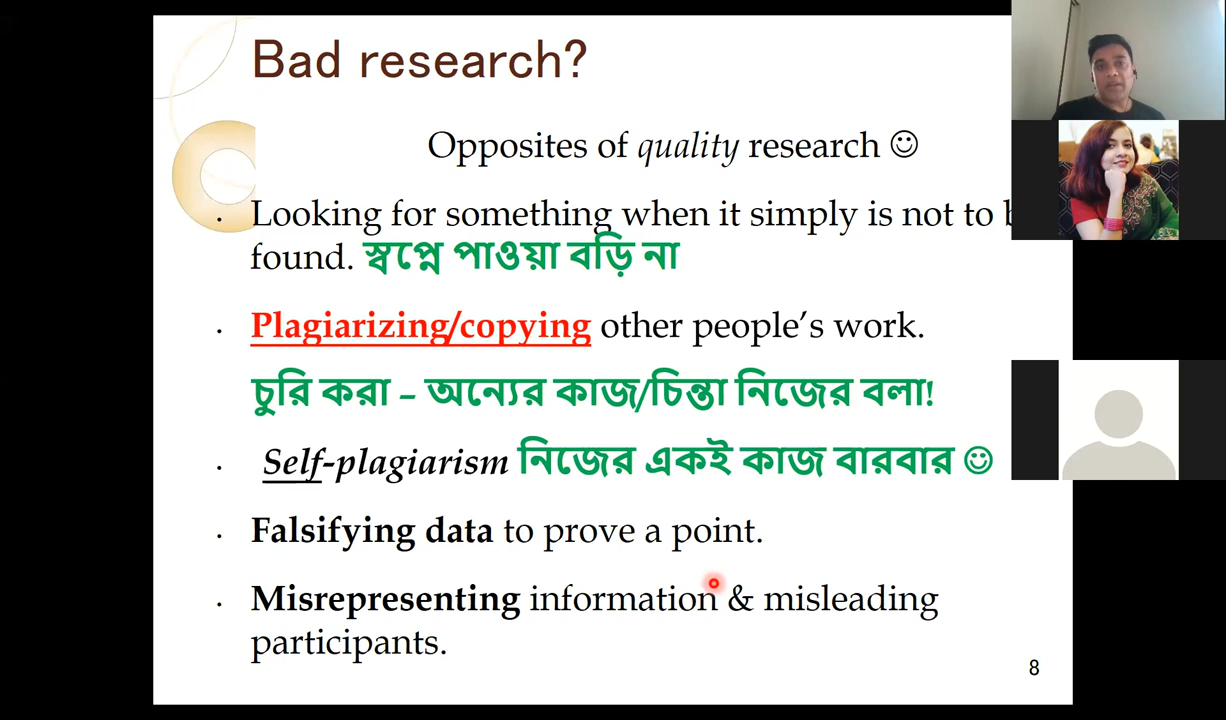 Bad research?
Opposites of quality research ☺
• Looking for something when it simply is not to
found. স্বপ্নে পাওয়া বড়ি না
• Plagiarizing/copying other people’s work.
চুরি করা – অন্যের কাজ/চিন্তা নিজের বলা!
• Self-plagiarism নিজের একই কাজ বারবার ☺
• Falsifying data to prove a point.
• Misrepresenting information & misleading
participants.
8